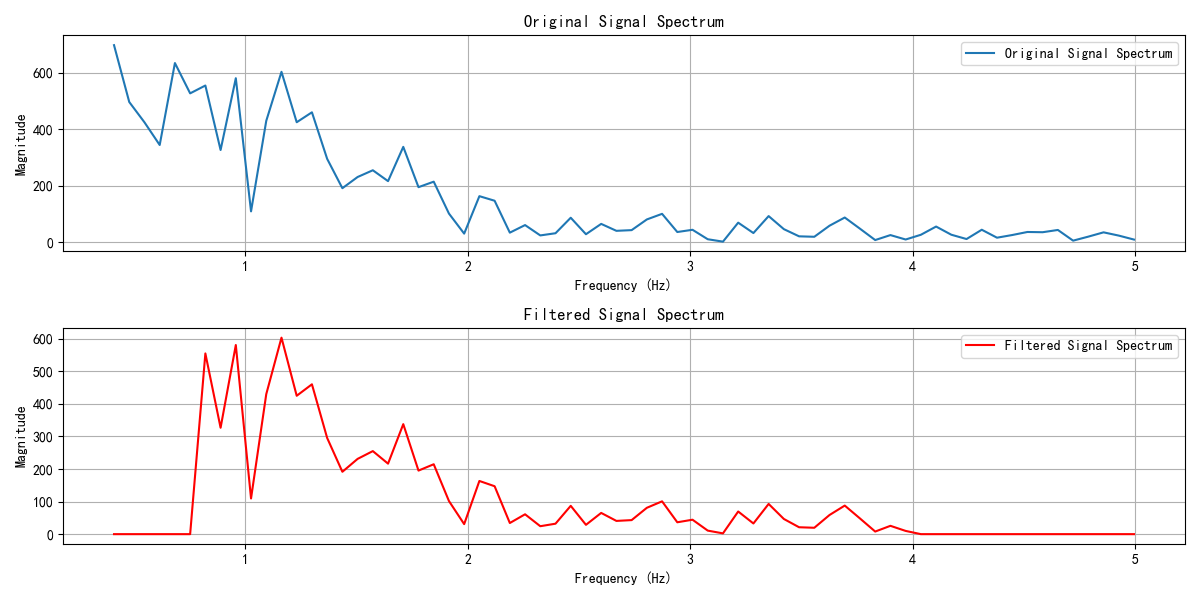 Original Signal Spectrum
Original Signal Spectrum
Magnitude
600
400
200
0
1 2 3 4 5
Frequency (Hz)
Filtered Signal Spectrum
Filtered Signal Spectrum
Magnitude
600
500
400
300
200
100
0
1 2 3 4 5
Frequency (Hz)